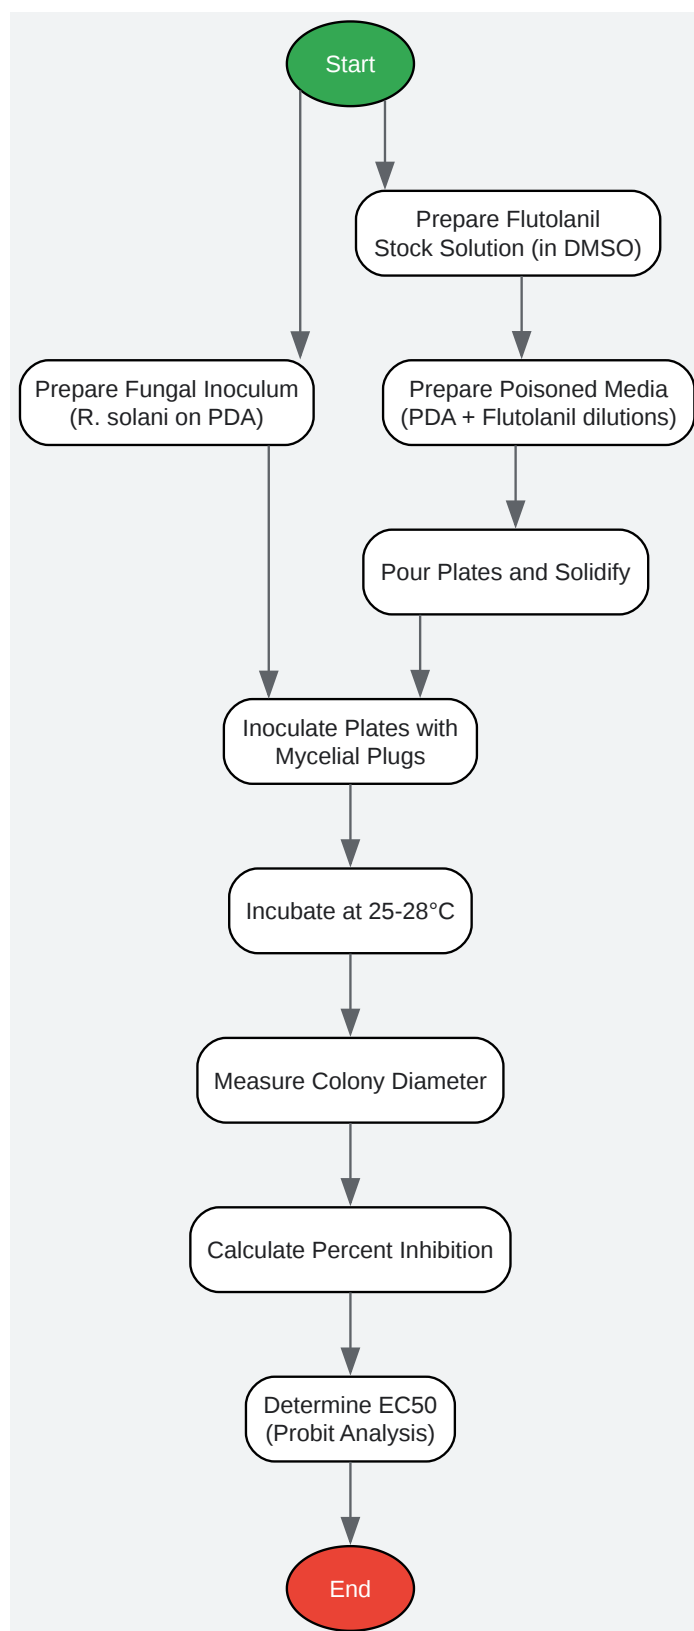 Start
Prepare Flutolanil
Stock Solution (in DMSO)
Prepare Fungal Inoculum
(R. solani on PDA)
Prepare Poisoned Media
(PDA + Flutolanil dilutions)
Pour Plates and Solidify
Inoculate Plates with
Mycelial Plugs
Incubate at 25-28°C
Measure Colony Diameter
Calculate Percent Inhibition
Determine EC50
(Probit Analysis)
End